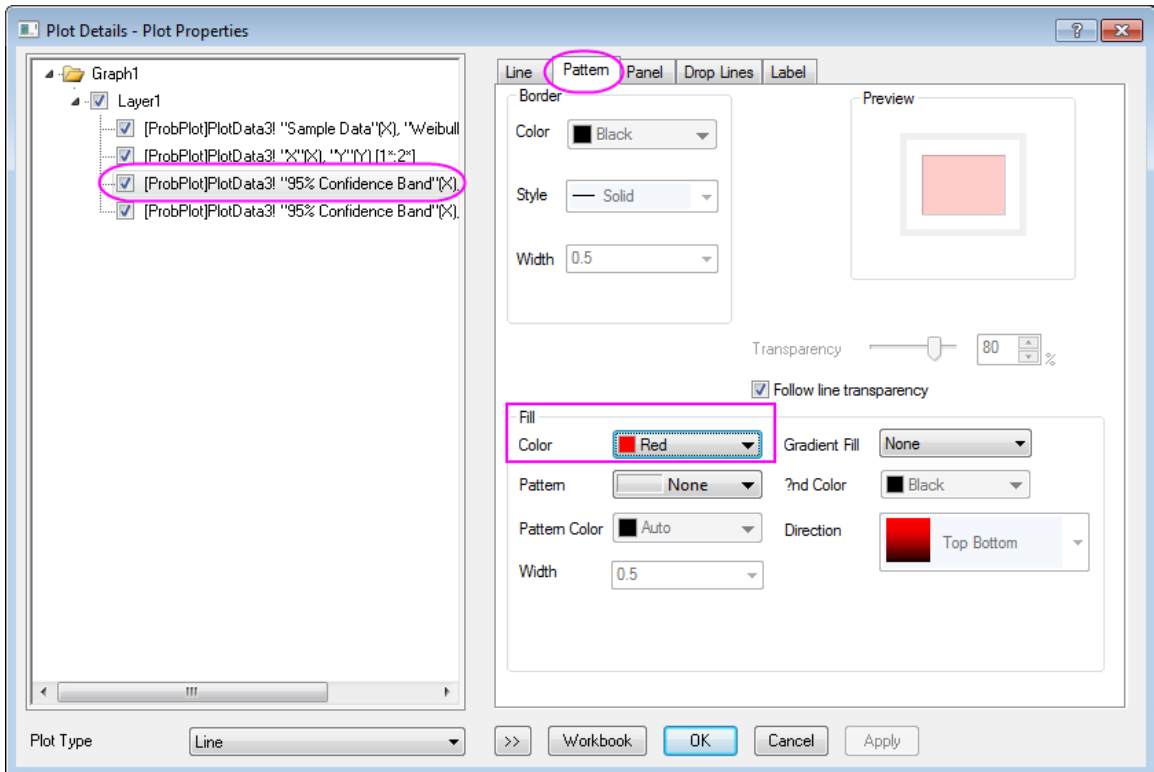 Plot Details - Plot Properties
Graph1
Layer1
[ProbPlot]PlotData3! "Sample Data"(X), "Weibull
[ProbPlot]PlotData3! "X"(X), "Y"(Y) [1*:2*]
[ProbPlot]PlotData3! "95% Confidence Band"(X),
[ProbPlot]PlotData3! "95% Confidence Band"(X),
Line Pattern Panel Drop Lines Label
Border
Color Black
Style Solid
Width 0.5
Preview
Transparency 80 %
Follow line transparency
Fill
Color Red Gradient Fill None
Pattern None ?nd Color Black
Pattern Color Auto Direction Top Bottom
Width 0.5
Plot Type Line >> Workbook OK Cancel Apply